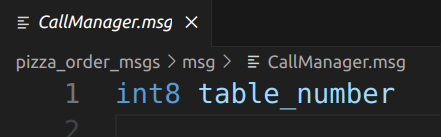 CallManager.msg ×
pizza_order_msgs > msg > CallManager.msg
1 int8 table_number
2